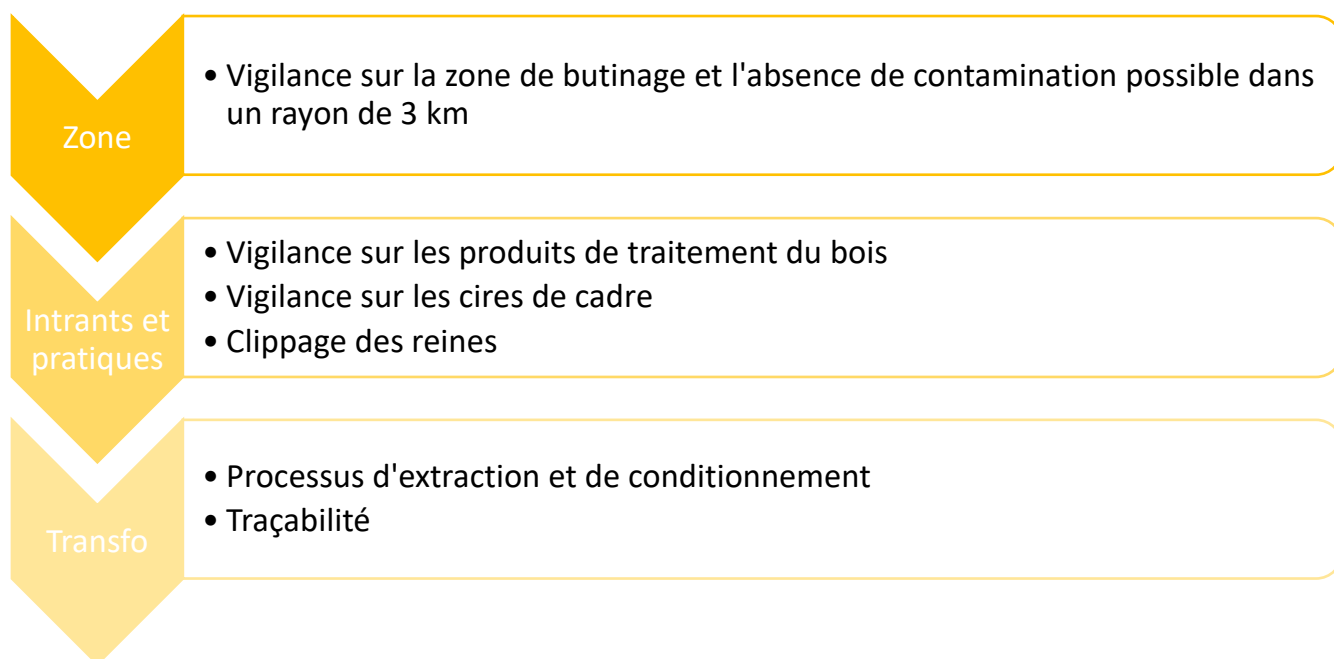 Zone
• Vigilance sur la zone de butinage et l'absence de contamination possible dans
un rayon de 3 km
Intrants et
pratiques
• Vigilance sur les produits de traitement du bois
• Vigilance sur les cires de cadre
• Clippage des reines
Transfo
• Processus d'extraction et de conditionnement
• Traçabilité